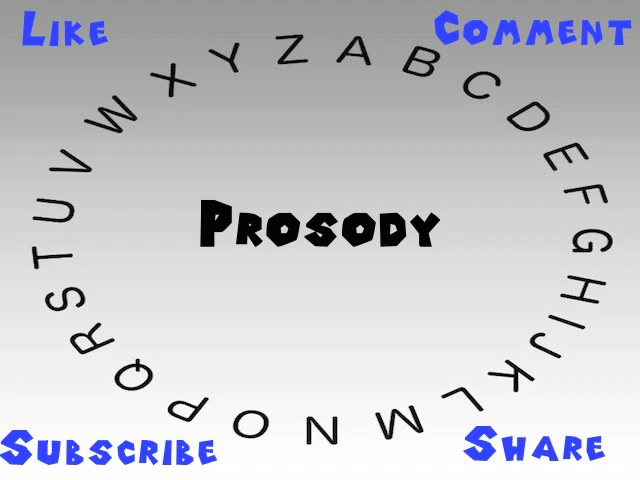 Like
Comment
A B C D E F G H I J K L M N O P Q R S T U V W X Y Z
Prosody
Subscribe
Share